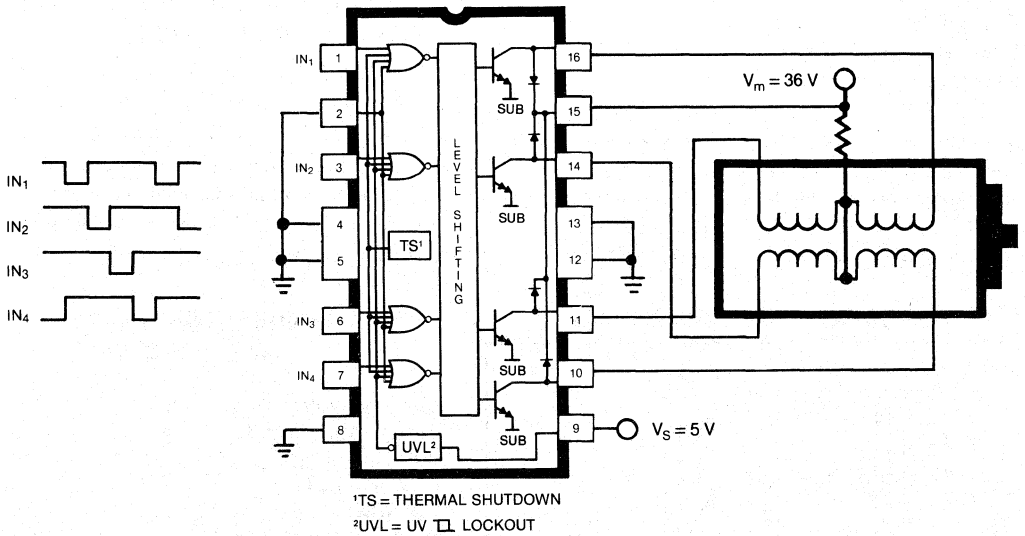 IN₁
IN₂
IN₃
IN₄
IN₁
IN₂
IN₃
IN₄
1
2
3
4
5
6
7
8
LEVEL SHIFTING
TS¹
UVL²
SUB
SUB
SUB
SUB
16
15
14
13
12
11
10
9
Vm = 36 V
VS = 5 V
¹TS = THERMAL SHUTDOWN
²UVL = UV LOCKOUT